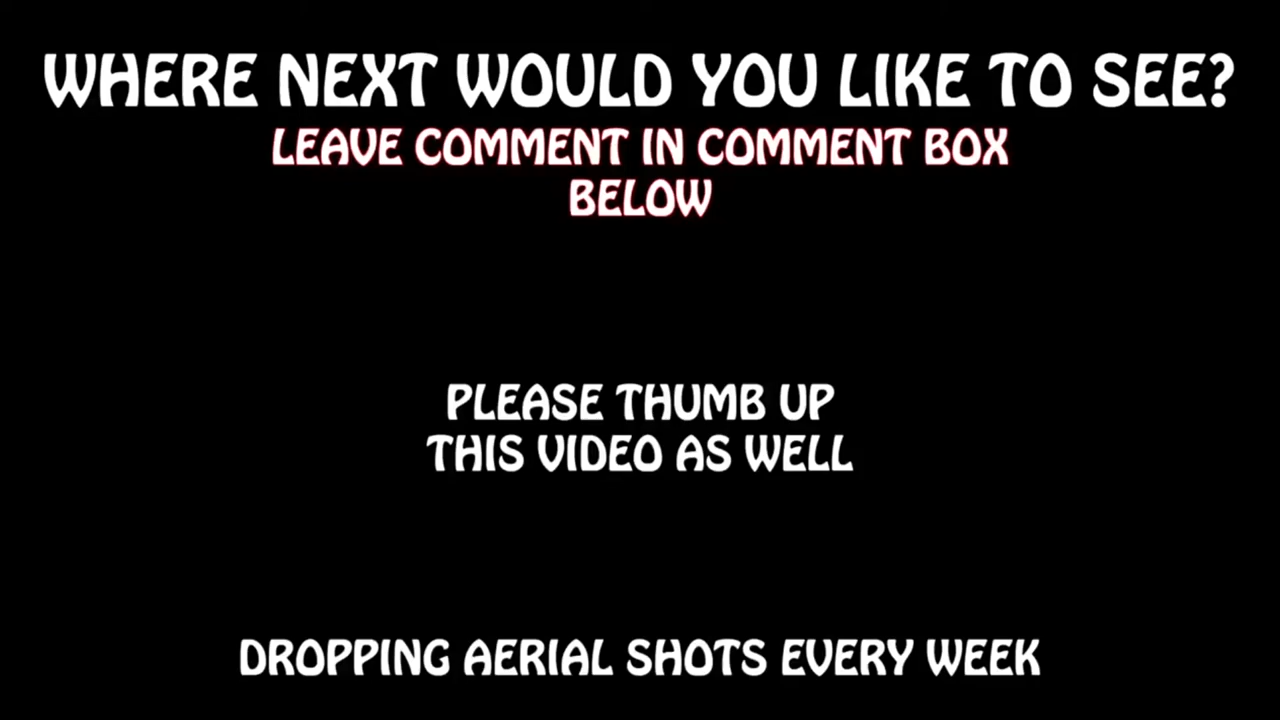 WHERE NEXT WOULD YOU LIKE TO SEE?
LEAVE COMMENT IN COMMENT BOX
BELOW
PLEASE THUMB UP
THIS VIDEO AS WELL
DROPPING AERIAL SHOTS EVERY WEEK